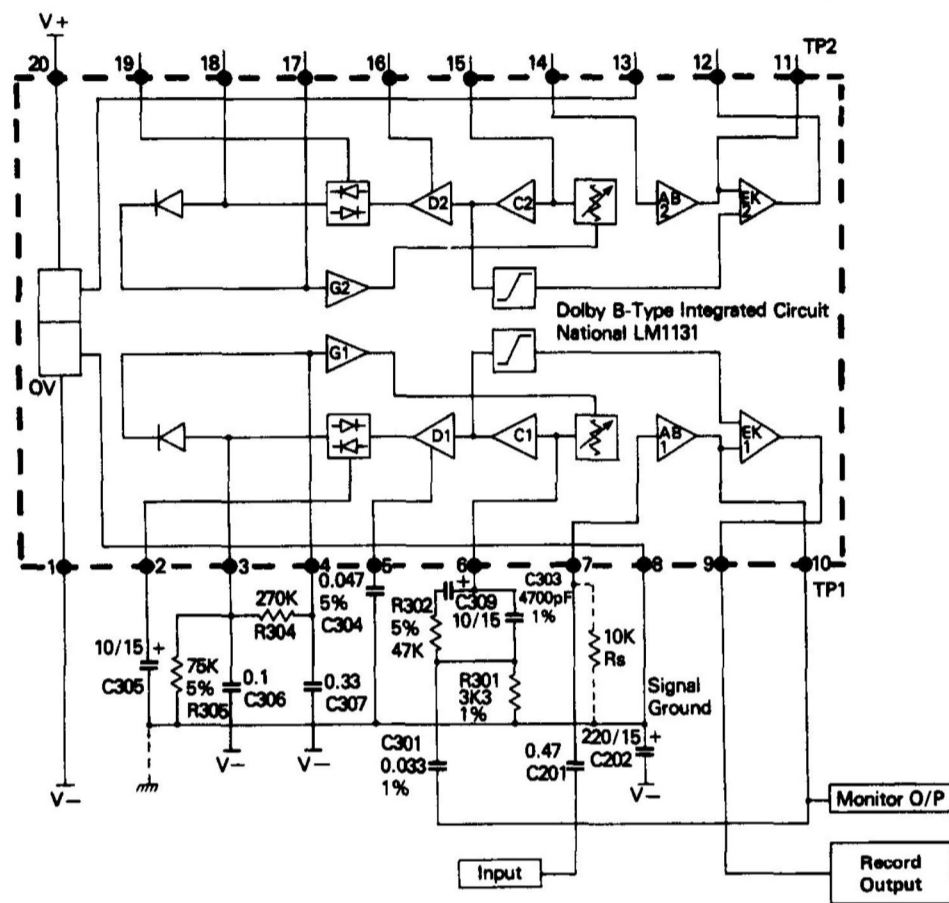 V+
TP2
20
19
18
17
16
15
14
13
12
11
D2
C2
AB
2
EK
2
G2
Dolby B-Type Integrated Circuit
National LM1131
G1
0V
D1
C1
AB
1
EK
1
1
2
3
4
5
6
7
8
9
10
TP1
270K
R304
0.047
5%
C304
R302
5%
47K
+
C309
10/15
C303
4700pF
1%
10K
Rs
10/15
+
C305
75K
5%
R305
0.1
C306
0.33
C307
R301
3K3
1%
Signal
Ground
C301
0.033
1%
0.47
C201
220/15
+
C202
V-
V-
V-
V-
Monitor O/P
Input
Record
Output